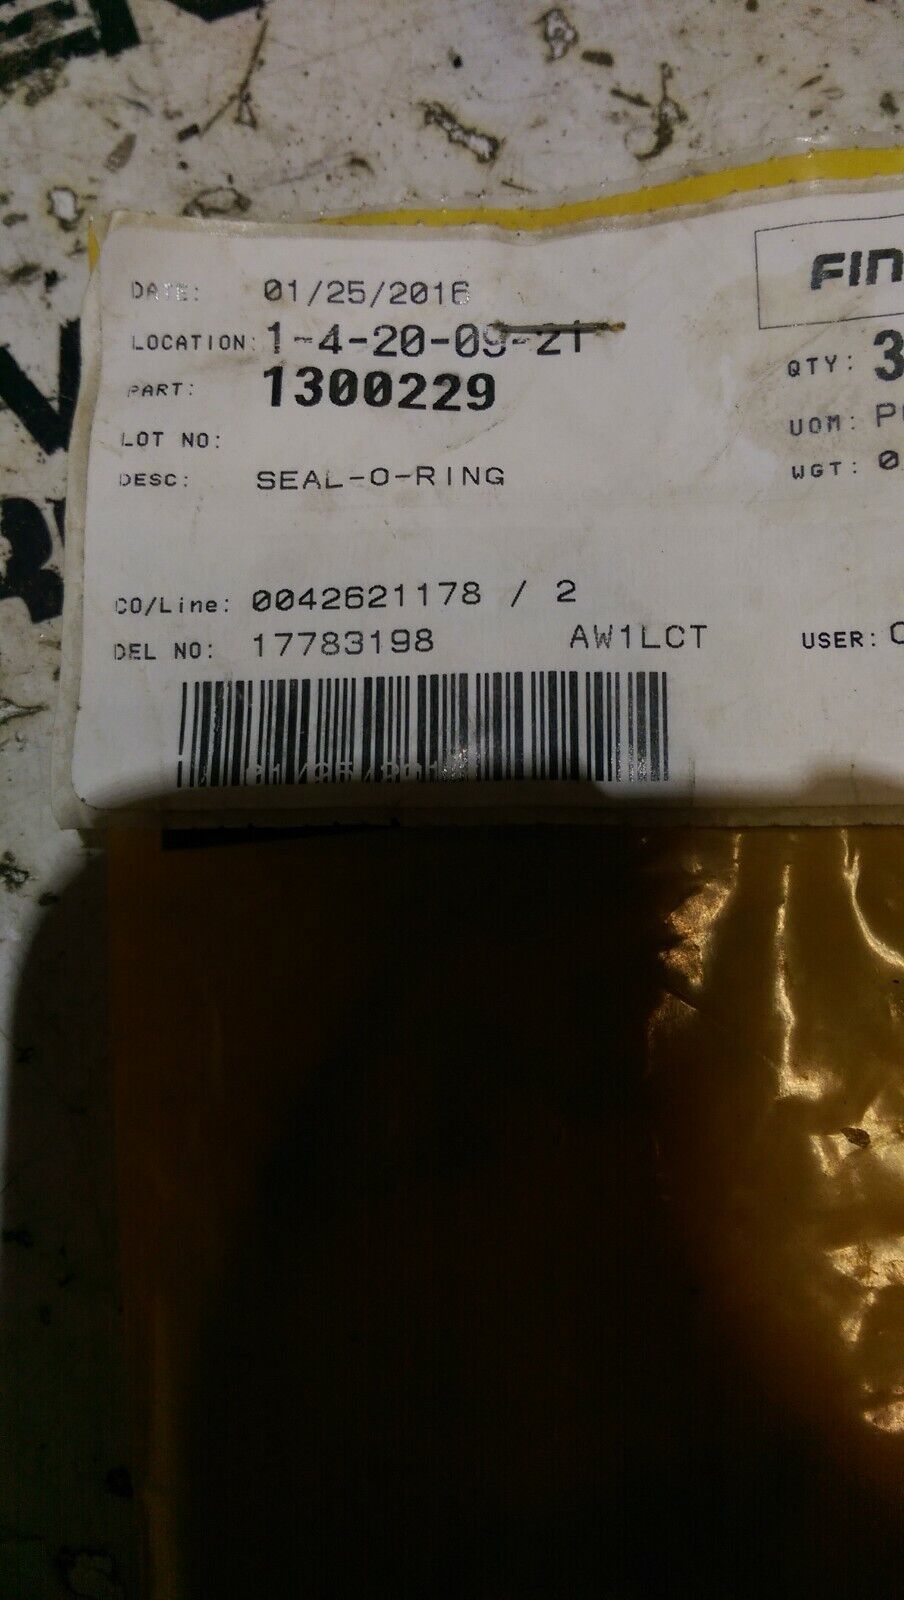 DATE: 01/25/2016
FIN
LOCATION: 1-4-20-09-21
QTY: 3
PART: 1300229
UOM: P
LOT NO:
WGT: 0
DESC: SEAL-O-RING
CO/Line: 0042621178 / 2
DEL NO: 17783198 AW1LCT USER: